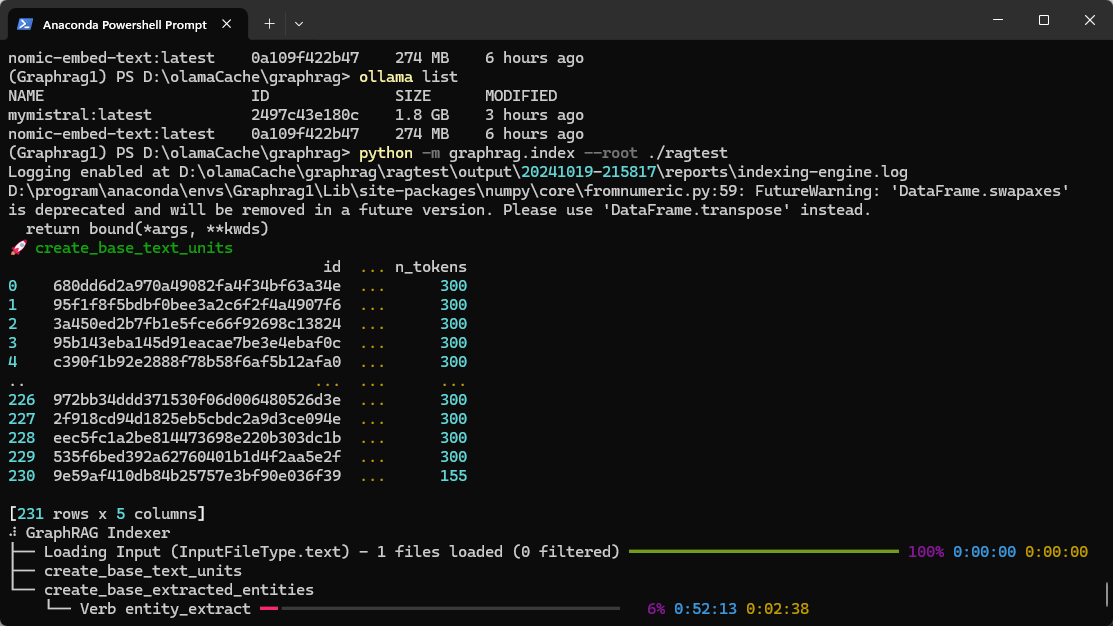 Anaconda Powershell Prompt
nomic-embed-text:latest    0a109f422b47    274 MB    6 hours ago
(Graphrag1) PS D:\olamaCache\graphrag> ollama list
NAME                       ID              SIZE      MODIFIED
mymistral:latest           2497c43e180c    1.8 GB    3 hours ago
nomic-embed-text:latest    0a109f422b47    274 MB    6 hours ago
(Graphrag1) PS D:\olamaCache\graphrag> python -m graphrag.index --root ./ragtest
Logging enabled at D:\olamaCache\graphrag\ragtest\output\20241019-215817\reports\indexing-engine.log
D:\program\anaconda\envs\Graphrag1\Lib\site-packages\numpy\core\fromnumeric.py:59: FutureWarning: 'DataFrame.swapaxes'
is deprecated and will be removed in a future version. Please use 'DataFrame.transpose' instead.
  return bound(*args, **kwds)
🚀 create_base_text_units
                                   id  ... n_tokens
0    680dd6d2a970a49082fa4f34bf63a34e  ...      300
1    95f1f8f5bdbf0bee3a2c6f2f4a4907f6  ...      300
2    3a450ed2b7fb1e5fce66f92698c13824  ...      300
3    95b143eba145d91eacae7be3e4ebaf0c  ...      300
4    c390f1b92e2888f78b58f6af5b12afa0  ...      300
..                                ...  ...      ...
226  972bb34ddd371530f06d006480526d3e  ...      300
227  2f918cd94d1825eb5cbdc2a9d3ce094e  ...      300
228  eec5fc1a2be814473698e220b303dc1b  ...      300
229  535f6bed392a62760401b1d4f2aa5e2f  ...      300
230  9e59af410db84b25757e3bf90e036f39  ...      155
[231 rows x 5 columns]
⠼ GraphRAG Indexer
├── Loading Input (InputFileType.text) - 1 files loaded (0 filtered) 100% 0:00:00 0:00:00
├── create_base_text_units
└── create_base_extracted_entities
    └── Verb entity_extract 6% 0:52:13 0:02:38